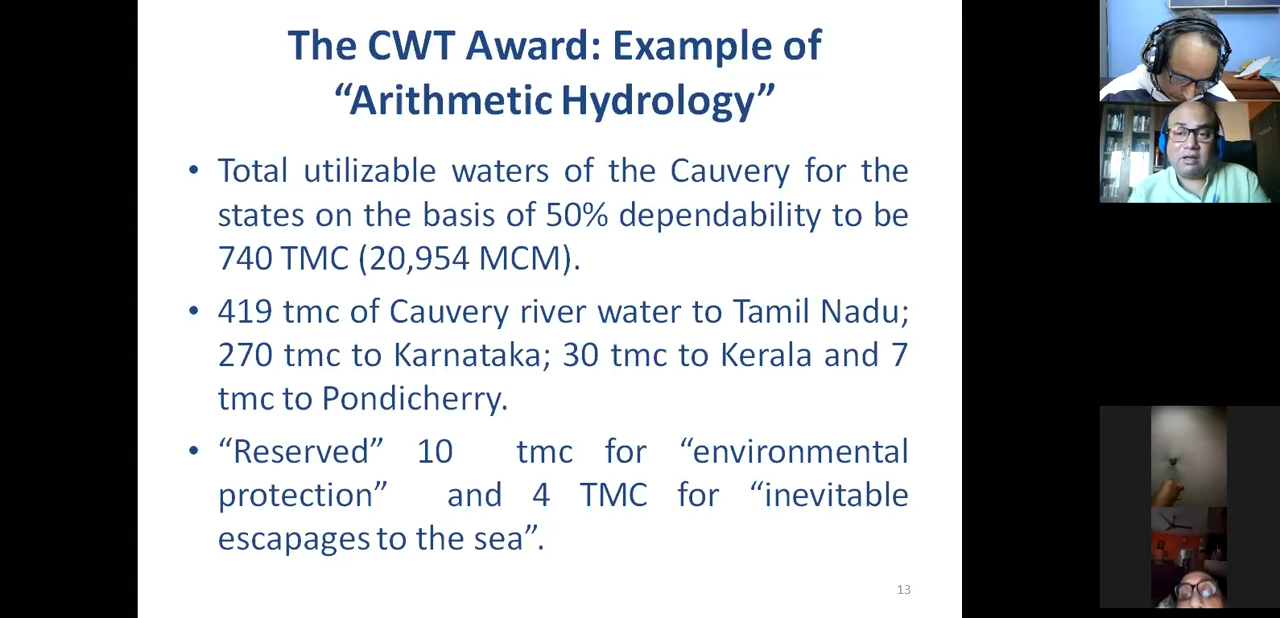 The CWT Award: Example of
“Arithmetic Hydrology”
• Total utilizable waters of the Cauvery for the
states on the basis of 50% dependability to be
740 TMC (20,954 MCM).
• 419 tmc of Cauvery river water to Tamil Nadu;
270 tmc to Karnataka; 30 tmc to Kerala and 7
tmc to Pondicherry.
• “Reserved” 10 tmc for “environmental
protection” and 4 TMC for “inevitable
escapages to the sea”.
13